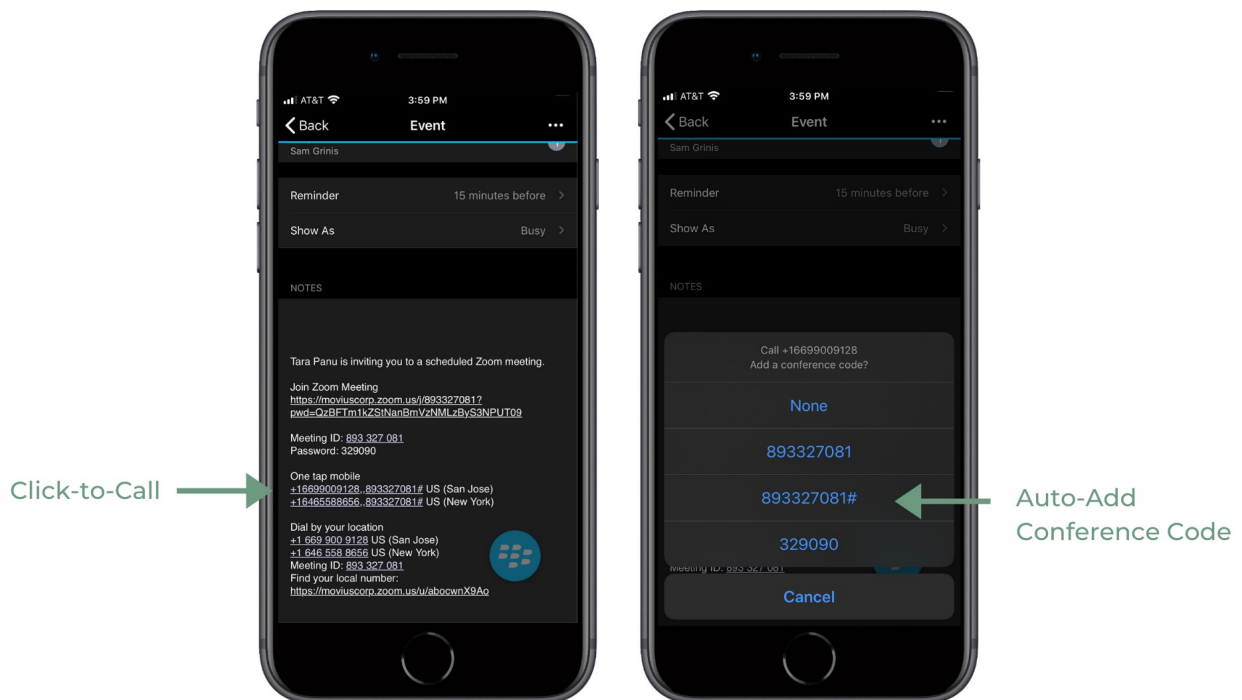 AT&T
3:59 PM
Back
Event
Sam Grinis
Reminder
15 minutes before
Show As
Busy
NOTES
Tara Panu is inviting you to a scheduled Zoom meeting.
Join Zoom Meeting
https://moviuscorp.zoom.us/j/893327081?
pwd=QzBFTm1kZStNanBmVzNMLzByS3NPUT09
Meeting ID: 893 327 081
Password: 329090
One tap mobile
+16699009128,,893327081# US (San Jose)
+16465588656,,893327081# US (New York)
Dial by your location
+1 669 900 9128 US (San Jose)
+1 646 558 8656 US (New York)
Meeting ID: 893 327 081
Find your local number:
https://moviuscorp.zoom.us/u/abocwnX9Ao
Click-to-Call
AT&T
3:59 PM
Back
Event
Sam Grinis
Reminder
15 minutes before
Show As
Busy
NOTES
Call +16699009128
Add a conference code?
None
893327081
893327081#
329090
Meeting ID: 893 327 081
Cancel
Auto-Add
Conference Code